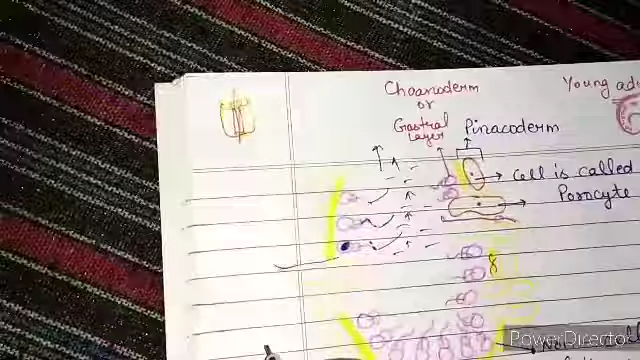 Choanoderm
or
Gastral
layer
Pinacoderm
Young
Cell is called
Porocyte
PowerDirector